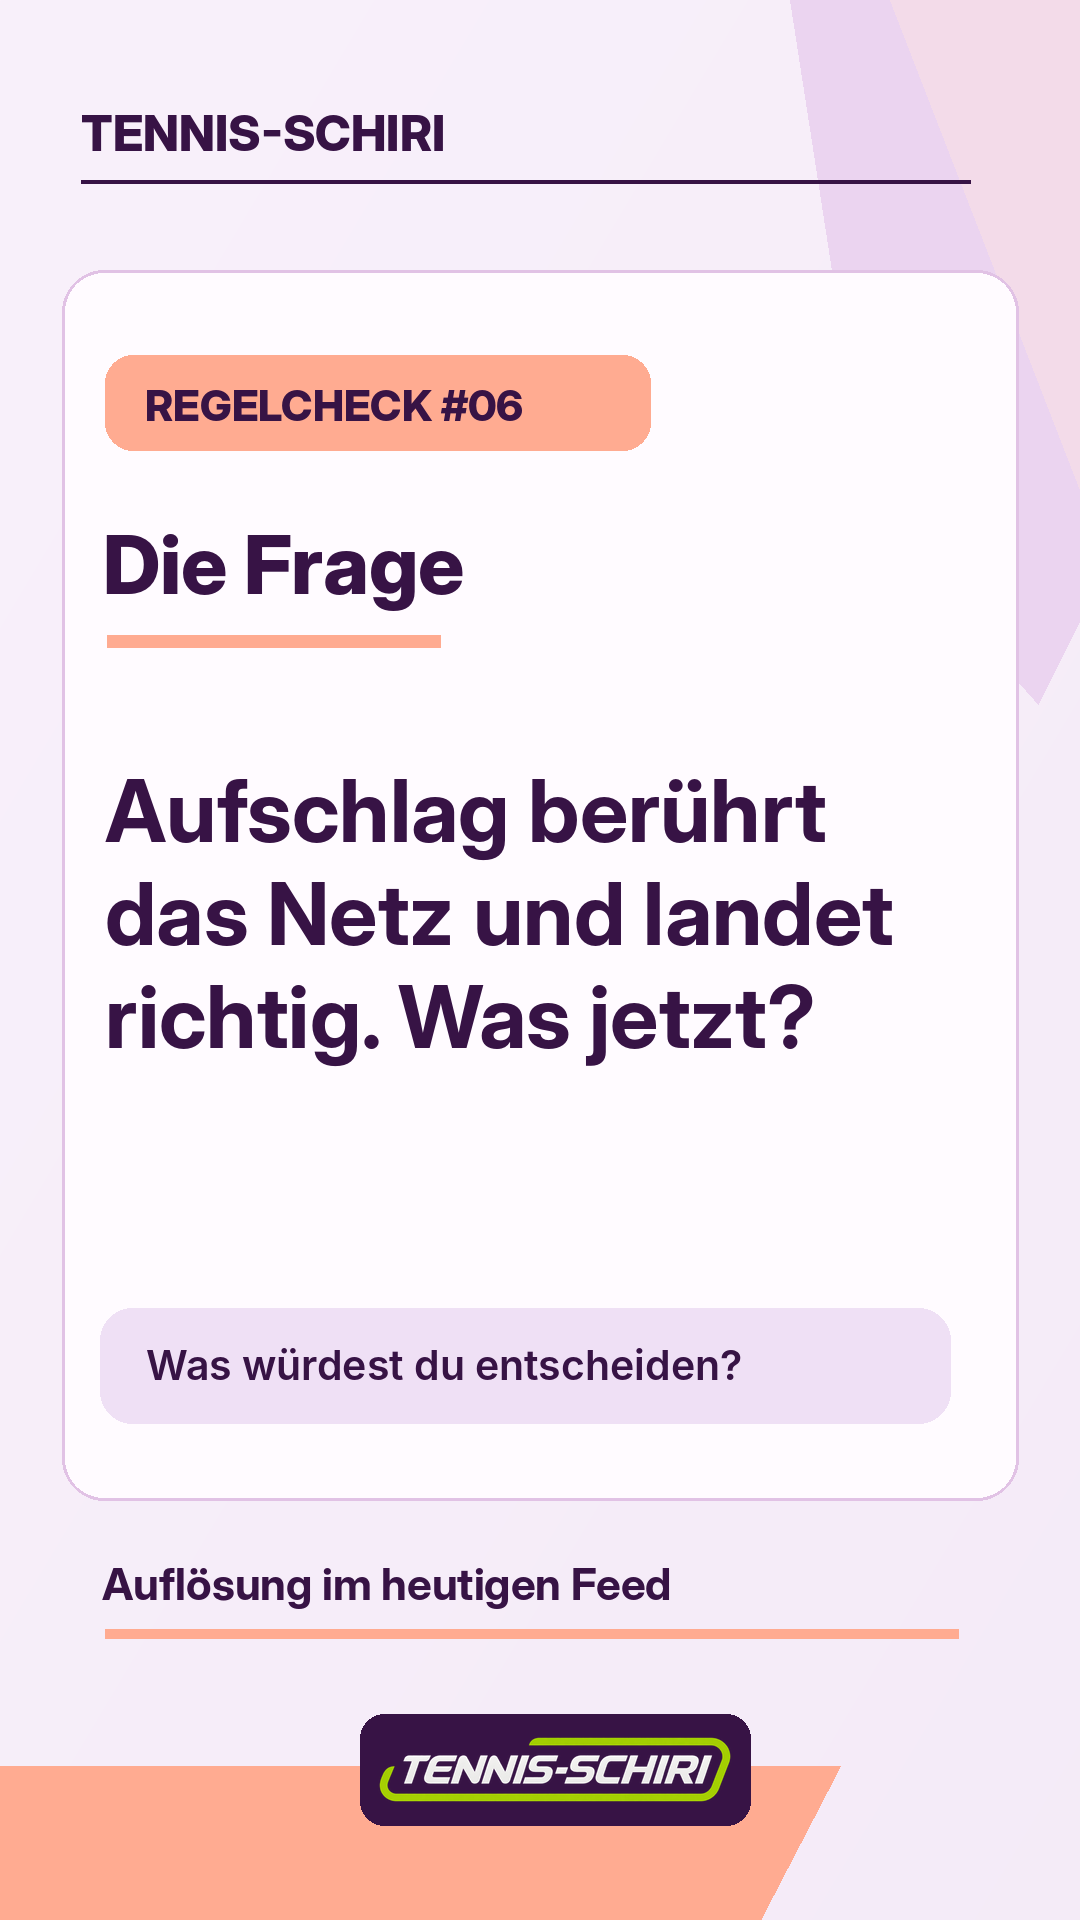 TENNIS-SCHIRI
REGELCHECK #06
Die Frage
Aufschlag berührt
das Netz und landet
richtig. Was jetzt?
Was würdest du entscheiden?
Auflösung im heutigen Feed
TENNIS-SCHIRI